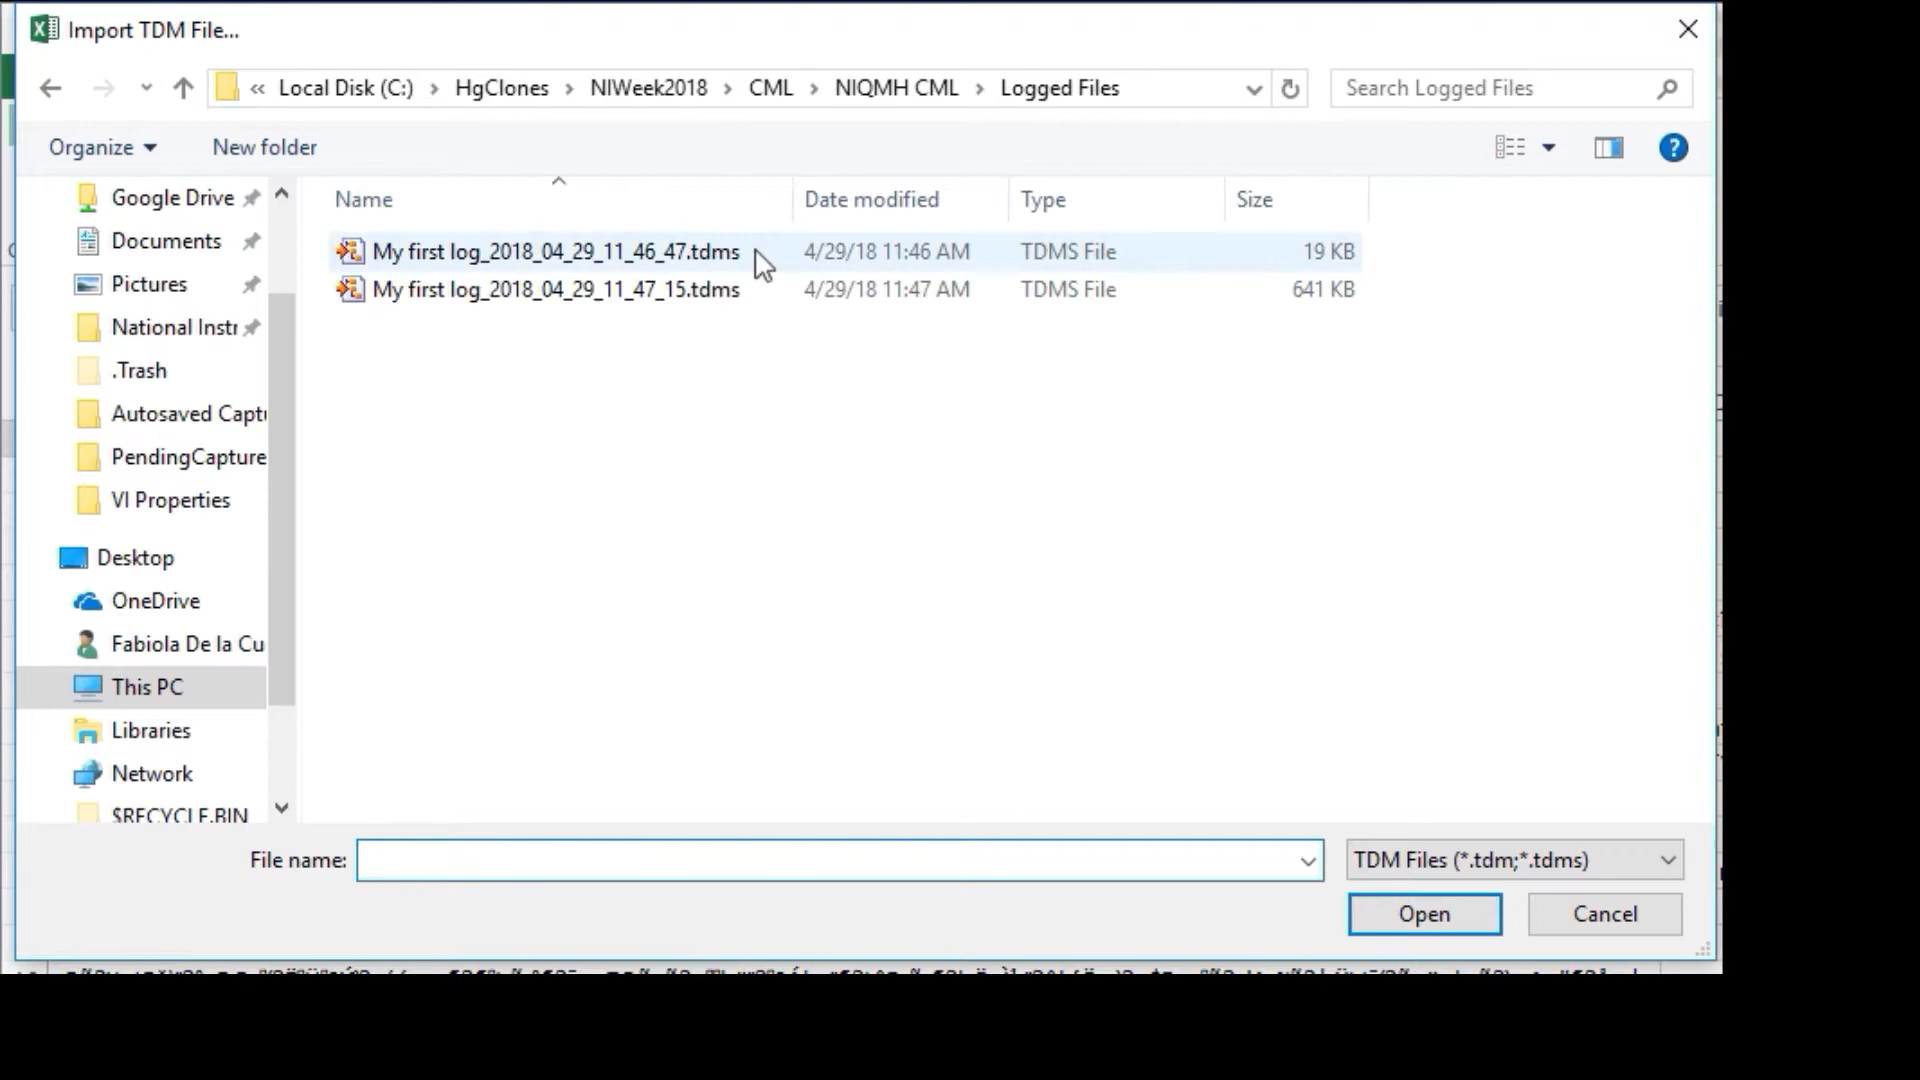 Import TDM File...
« Local Disk (C:) › HgClones › NIWeek2018 › CML › NIQMH CML › Logged Files
Search Logged Files
Organize
New folder
?
Name
Date modified
Type
Size
My first log_2018_04_29_11_46_47.tdms 4/29/18 11:46 AM TDMS File 19 KB
My first log_2018_04_29_11_47_15.tdms 4/29/18 11:47 AM TDMS File 641 KB
Google Drive
Documents
Pictures
National Instr
.Trash
Autosaved Captu
PendingCapture
VI Properties
Desktop
OneDrive
Fabiola De la Cu
This PC
Libraries
Network
$RECYCLE.BIN
File name:
TDM Files (*.tdm;*.tdms)
Open
Cancel